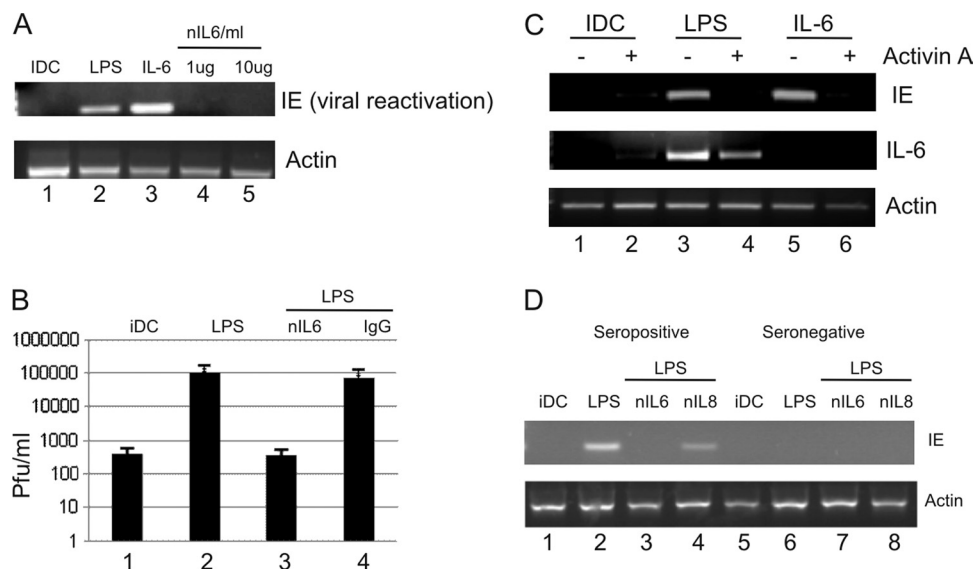 A
nIL6/ml
IDC LPS IL-6 1ug 10ug
IE (viral reactivation)
Actin
1 2 3 4 5
B
LPS
iDC LPS nIL6 IgG
1000000
100000
10000
1000
100
10
1
Pfu/ml
1 2 3 4
C
IDC LPS IL-6
- + - + - + Activin A
IE
IL-6
Actin
1 2 3 4 5 6
D
Seropositive Seronegative
LPS LPS
iDC LPS nIL6 nIL8 iDC LPS nIL6 nIL8
IE
Actin
1 2 3 4 5 6 7 8